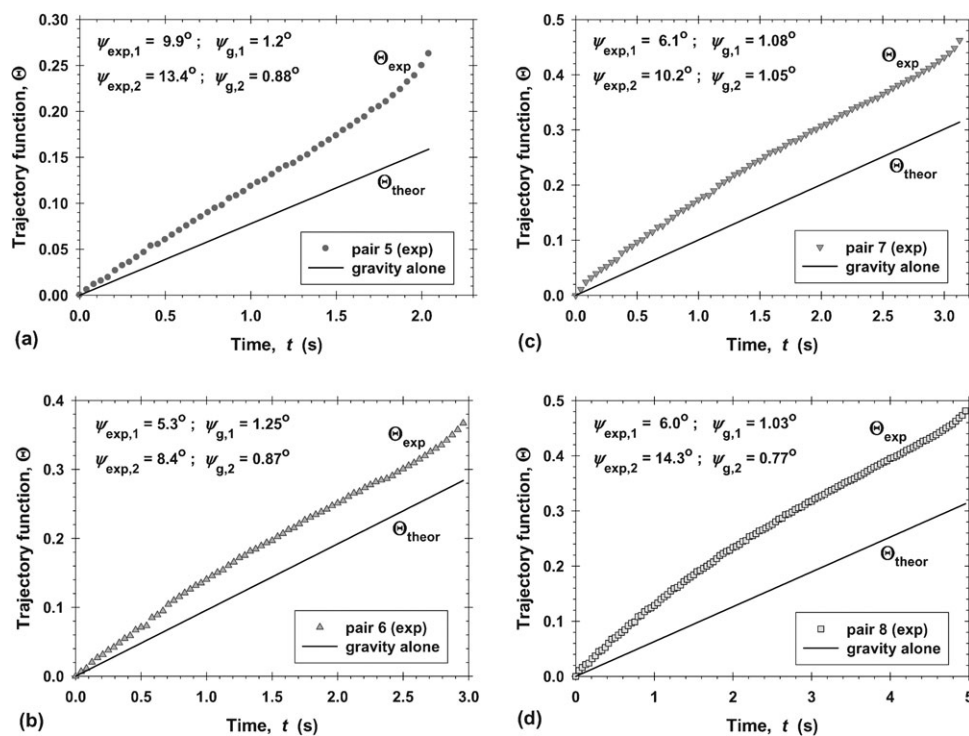 ψexp,1 = 9.9° ; ψg,1 = 1.2°
ψexp,2 = 13.4° ; ψg,2 = 0.88°
Θexp
Θtheor
0.30
0.25
0.20
0.15
0.10
0.05
0.00
Trajectory function, Θ
pair 5 (exp)
gravity alone
0.0 0.5 1.0 1.5 2.0
Time, t (s)
(a)
ψexp,1 = 6.1° ; ψg,1 = 1.08°
ψexp,2 = 10.2° ; ψg,2 = 1.05°
Θexp
Θtheor
0.5
0.4
0.3
0.2
0.1
0.0
Trajectory function, Θ
pair 7 (exp)
gravity alone
0.0 0.5 1.0 1.5 2.0 2.5 3.0
Time, t (s)
(c)
ψexp,1 = 5.3° ; ψg,1 = 1.25°
ψexp,2 = 8.4° ; ψg,2 = 0.87°
Θexp
Θtheor
0.4
0.3
0.2
0.1
0.0
Trajectory function, Θ
pair 6 (exp)
gravity alone
0.0 0.5 1.0 1.5 2.0 2.5 3.0
Time, t (s)
(b)
ψexp,1 = 6.0° ; ψg,1 = 1.03°
ψexp,2 = 14.3° ; ψg,2 = 0.77°
Θexp
Θtheor
0.5
0.4
0.3
0.2
0.1
0.0
Trajectory function, Θ
pair 8 (exp)
gravity alone
0 1 2 3 4 5
Time, t (s)
(d)